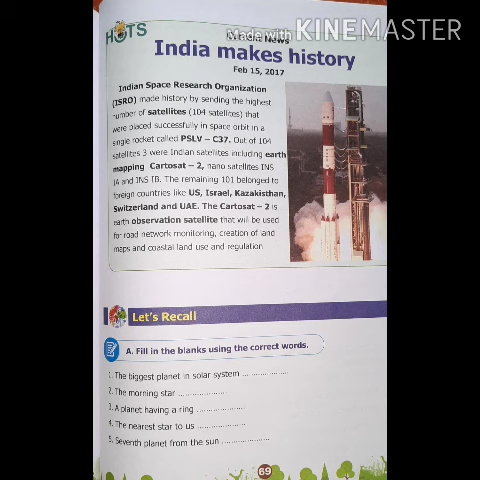 HOTS
News
Made with KINEMASTER
India makes history
Feb 15, 2017
Indian Space Research Organization
(ISRO) made history by sending the highest
number of satellites (104 satellites) that
were placed successfully in space orbit in a
single rocket called PSLV – C37. Out of 104
satellites 3 were Indian satellites including earth
mapping Cartosat – 2, nano satellites INS
IA and INS IB. The remaining 101 belonged to
foreign countries like US, Israel, Kazakisthan,
Switzerland and UAE. The Cartosat – 2 is
earth observation satellite that will be used
for road network monitoring, creation of land
maps and coastal land use and regulation
Let's Recall
A. Fill in the blanks using the correct words.
1. The biggest planet in solar system ....................
2. The morning star ....................
3. A planet having a ring ....................
4. The nearest star to us ....................
5. Seventh planet from the sun ....................
69